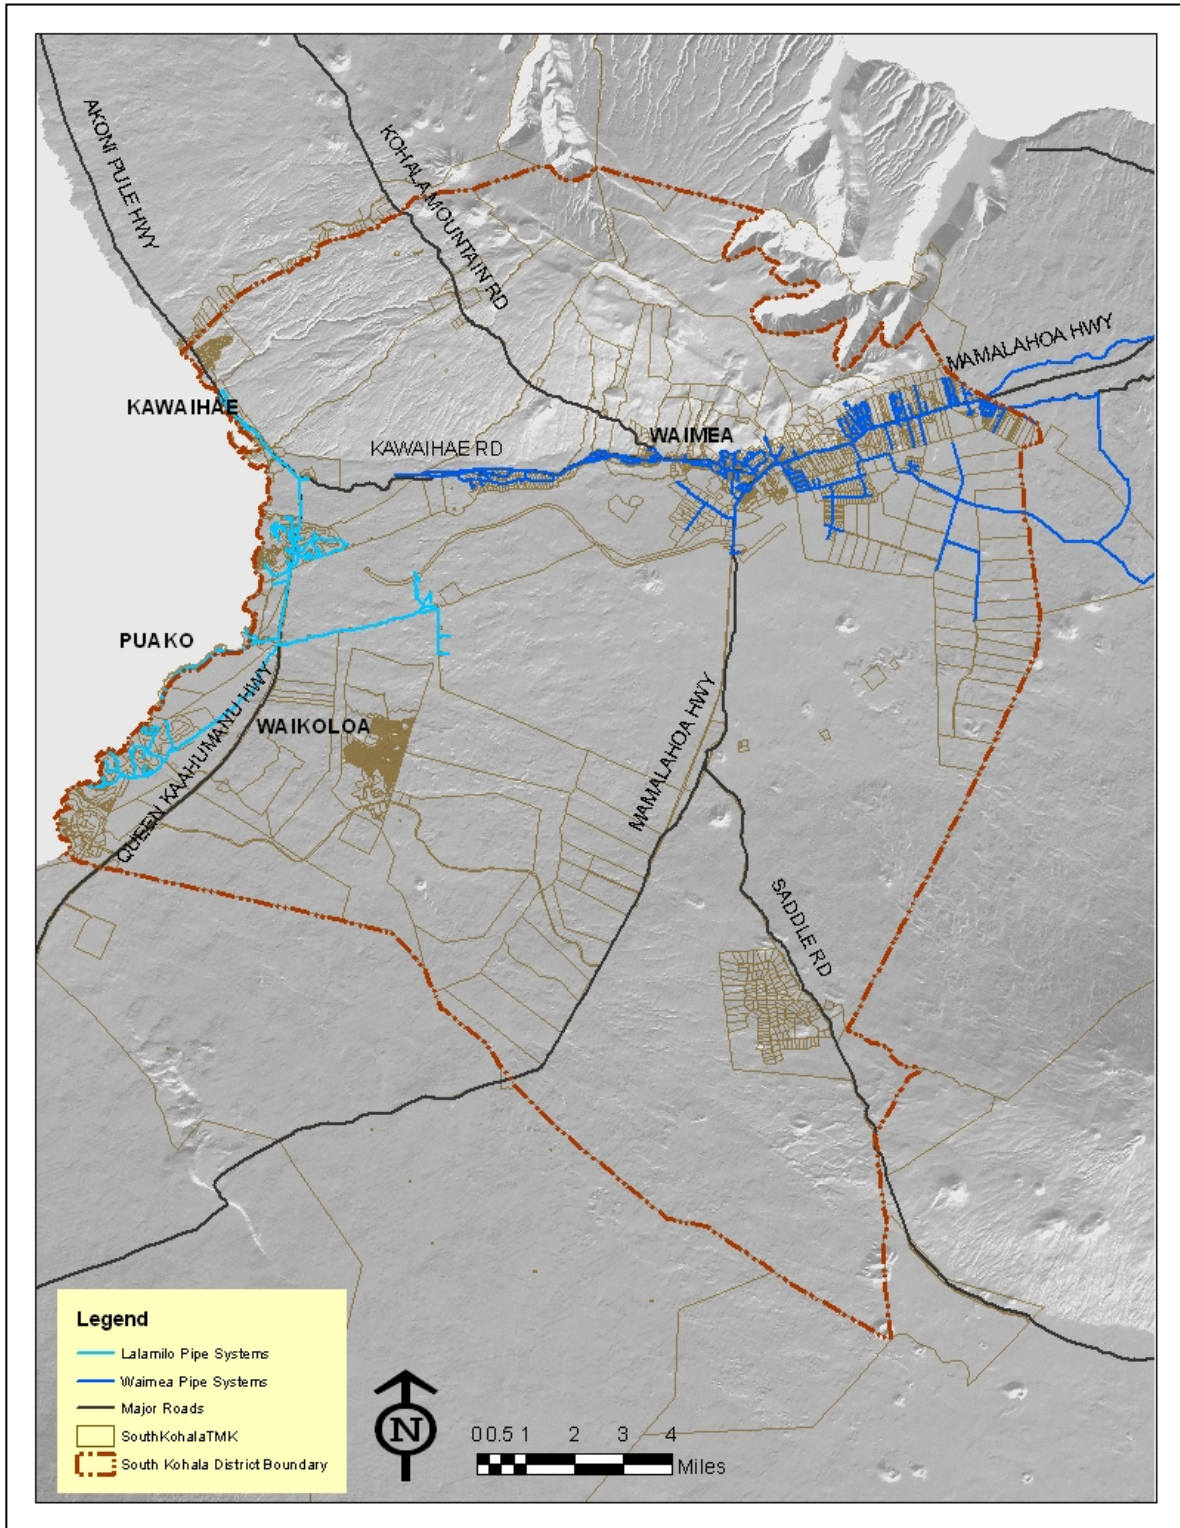 AKONI PULE HWY
KOHALA MOUNTAIN RD
MAMALAHOA HWY
KAWAIHAE
WAIMEA
KAWAIHAE RD
PUAKO
WAIKOLOA
QUEEN KAAHUMANU HWY
MAMALAHOA HWY
SADDLE RD
Legend
Lalamilo Pipe Systems
Waimea Pipe Systems
Major Roads
SouthKohalaTMK
South Kohala District Boundary
N
0 0.5 1 2 3 4
Miles